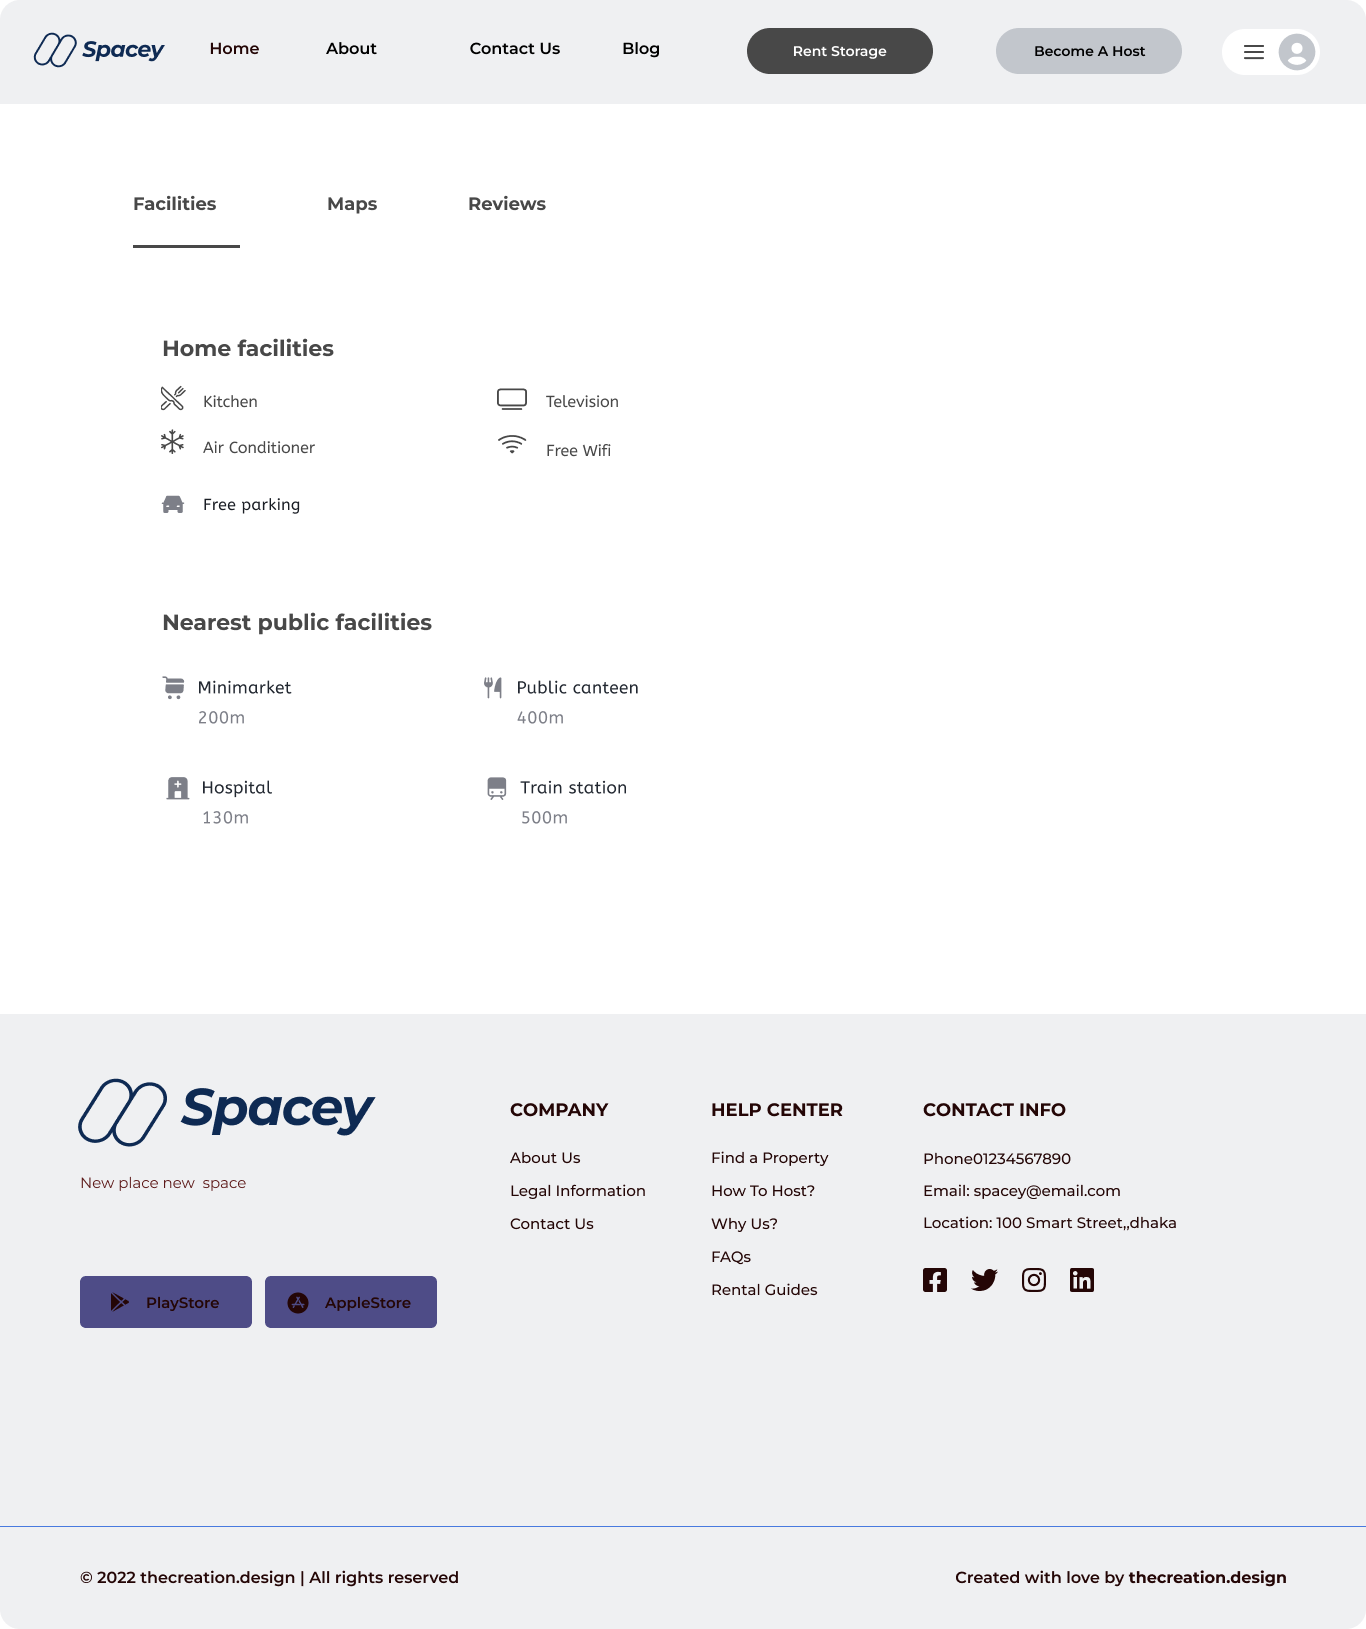 Spacey
Home
About
Contact Us
Blog
Rent Storage
Become A Host
Facilities
Maps
Reviews
Home facilities
Kitchen
Television
Air Conditioner
Free Wifi
Free parking
Nearest public facilities
Minimarket
200m
Public canteen
400m
Hospital
130m
Train station
500m
Spacey
New place new  space
PlayStore
AppleStore
COMPANY
About Us
Legal Information
Contact Us
HELP CENTER
Find a Property
How To Host?
Why Us?
FAQs
Rental Guides
CONTACT INFO
Phone01234567890
Email: spacey@email.com
Location: 100 Smart Street,,dhaka
© 2022 thecreation.design | All rights reserved
Created with love by thecreation.design